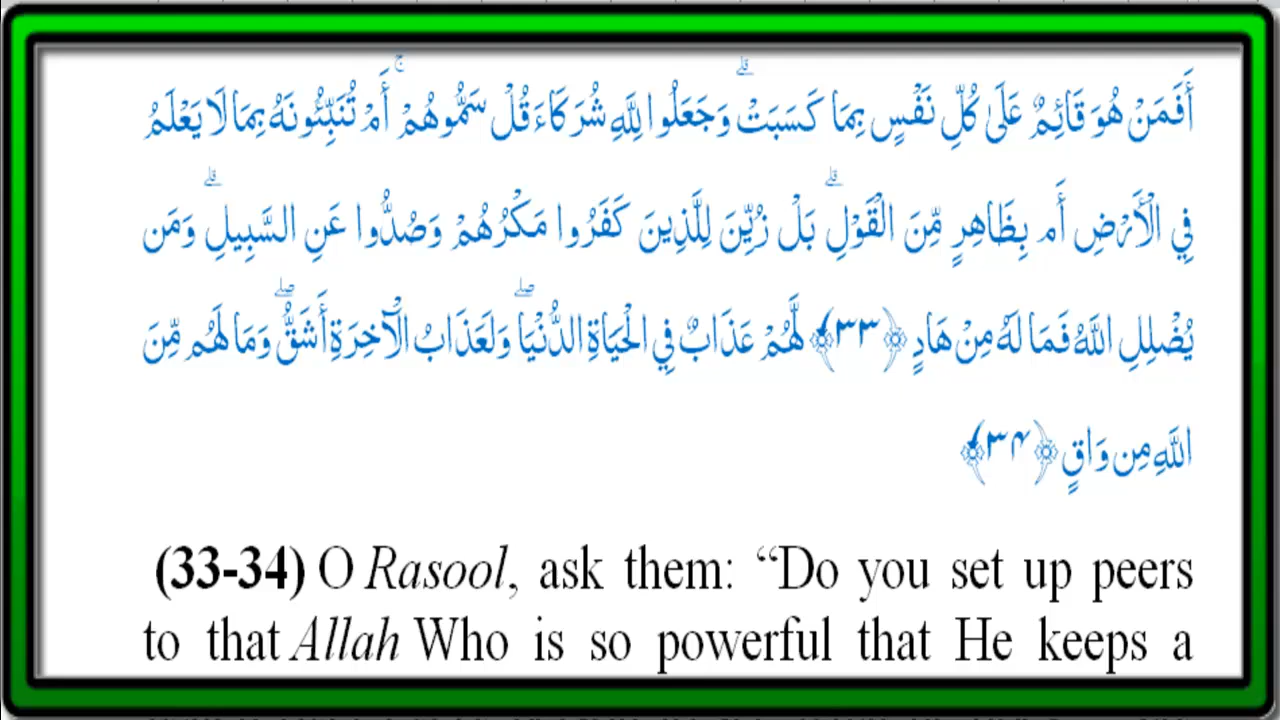 أَفَمَنْ هُوَ قَائِمٌ عَلَىٰ كُلِّ نَفْسٍ بِمَا كَسَبَتْ ۗ وَجَعَلُوا لِلَّهِ شُرَكَاءَ قُلْ سَمُّوهُمْ ۚ أَمْ تُنَبِّئُونَهُ بِمَا لَا يَعْلَمُ
فِي الْأَرْضِ أَم بِظَاهِرٍ مِّنَ الْقَوْلِ ۗ بَلْ زُيِّنَ لِلَّذِينَ كَفَرُوا مَكْرُهُمْ وَصُدُّوا عَنِ السَّبِيلِ ۗ وَمَن
يُضْلِلِ اللَّهُ فَمَا لَهُ مِنْ هَادٍ ﴿٣٣﴾ لَّهُمْ عَذَابٌ فِي الْحَيَاةِ الدُّنْيَا ۖ وَلَعَذَابُ الْآخِرَةِ أَشَقُّ ۖ وَمَا لَهُم مِّنَ
اللَّهِ مِن وَاقٍ ﴿٣۴﴾
(33-34) O Rasool, ask them: “Do you set up peers
to that Allah Who is so powerful that He keeps a